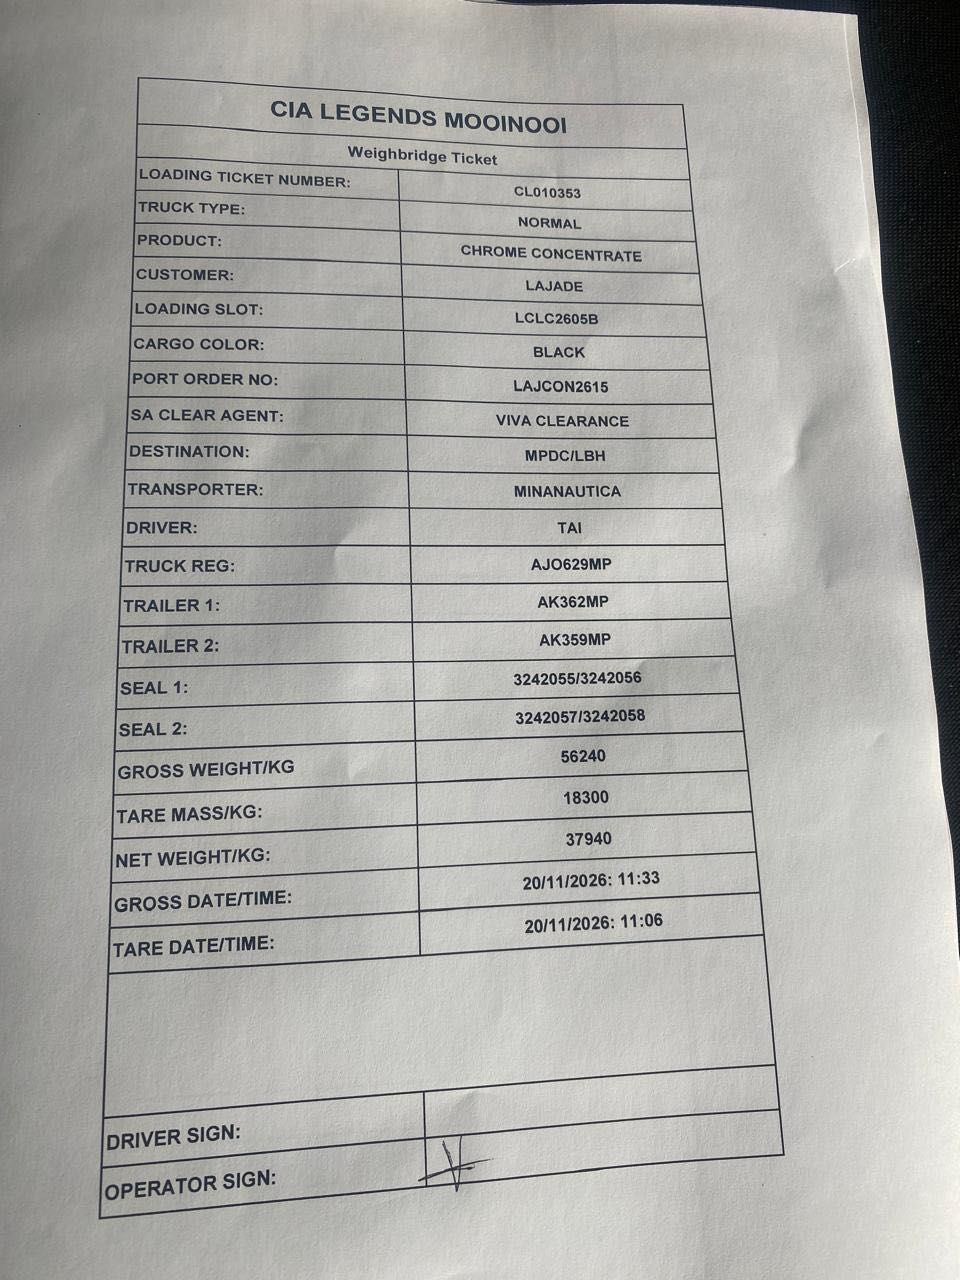 CIA LEGENDS MOOINOOI
Weighbridge Ticket
LOADING TICKET NUMBER: CL010353
TRUCK TYPE: NORMAL
PRODUCT: CHROME CONCENTRATE
CUSTOMER: LAJADE
LOADING SLOT: LCLC2605B
CARGO COLOR: BLACK
PORT ORDER NO: LAJCON2615
SA CLEAR AGENT: VIVA CLEARANCE
DESTINATION: MPDC/LBH
TRANSPORTER: MINANAUTICA
DRIVER: TAI
TRUCK REG: AJO629MP
TRAILER 1: AK362MP
TRAILER 2: AK359MP
SEAL 1: 3242055/3242056
SEAL 2: 3242057/3242058
GROSS WEIGHT/KG 56240
TARE MASS/KG: 18300
NET WEIGHT/KG: 37940
GROSS DATE/TIME: 20/11/2026: 11:33
TARE DATE/TIME: 20/11/2026: 11:06
DRIVER SIGN:
OPERATOR SIGN: